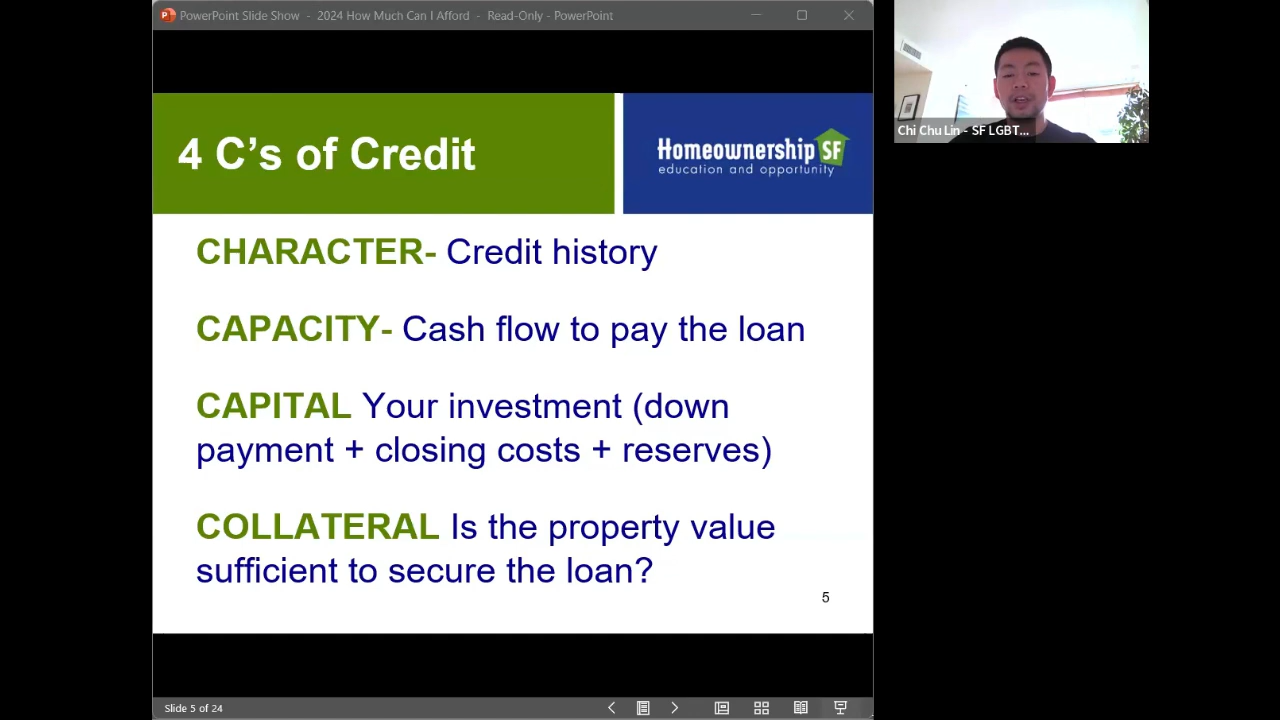 PowerPoint Slide Show - 2024 How Much Can I Afford - Read-Only - PowerPoint
4 C’s of Credit
Homeownership SF
education and opportunity
CHARACTER- Credit history
CAPACITY- Cash flow to pay the loan
CAPITAL Your investment (down
payment + closing costs + reserves)
COLLATERAL Is the property value
sufficient to secure the loan?
5
Slide 5 of 24
Chi Chu Lin - SF LGBT...